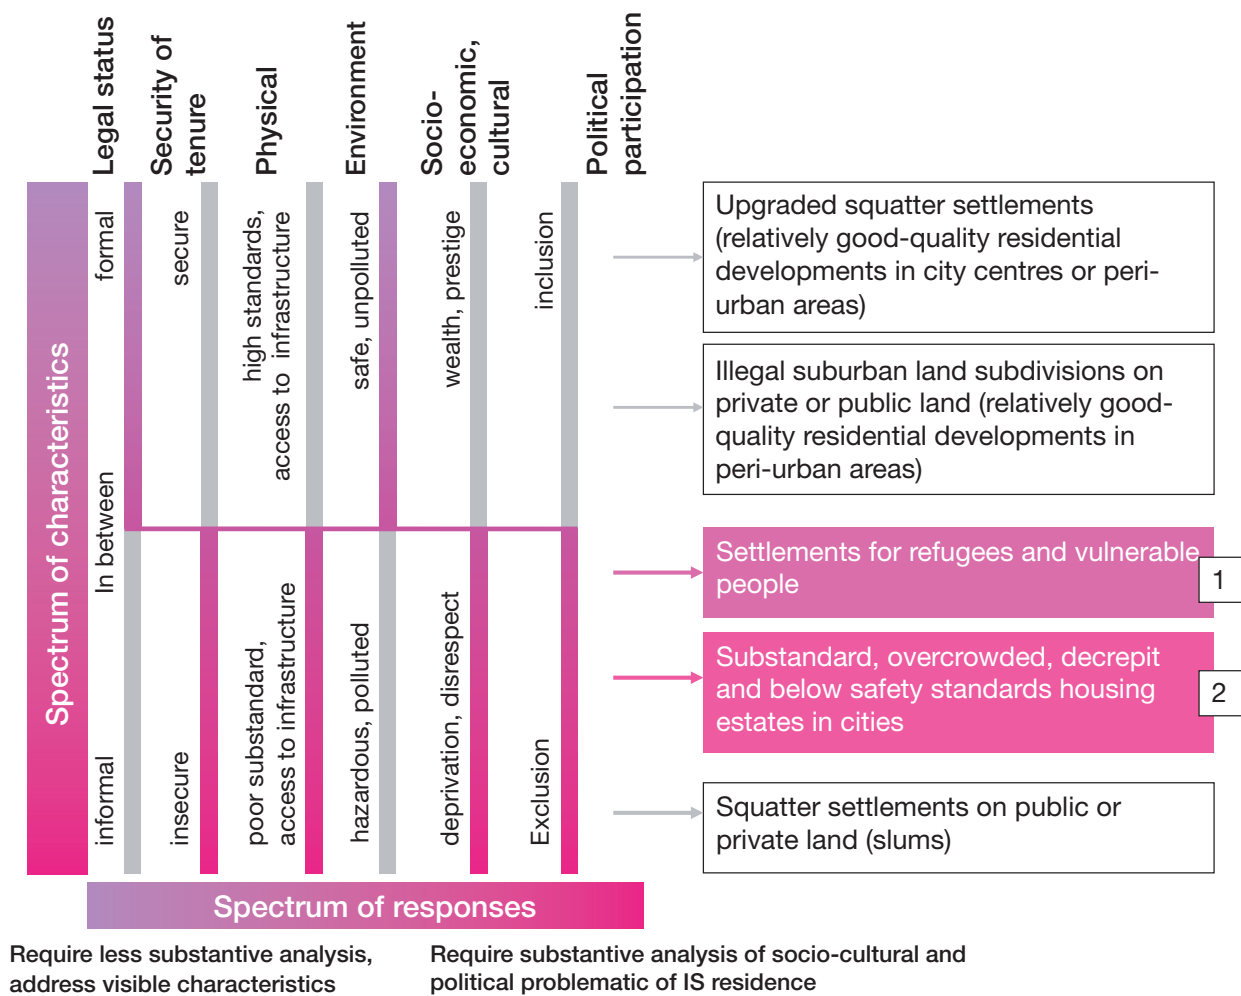 Legal status
Security of
tenure
Physical
Environment
Socio-
economic,
cultural
Political
participation
Spectrum of characteristics
formal
In between
informal
secure
insecure
high standards,
access to infrastructure
poor substandard,
access to infrastructure
safe, unpolluted
hazardous, polluted
wealth, prestige
deprivation, disrespect
inclusion
Exclusion
Upgraded squatter settlements
(relatively good-quality residential
developments in city centres or peri-
urban areas)
Illegal suburban land subdivisions on
private or public land (relatively good-
quality residential developments in
peri-urban areas)
Settlements for refugees and vulnerable
people
1
Substandard, overcrowded, decrepit
and below safety standards housing
estates in cities
2
Squatter settlements on public or
private land (slums)
Spectrum of responses
Require less substantive analysis,
address visible characteristics
Require substantive analysis of socio-cultural and
political problematic of IS residence